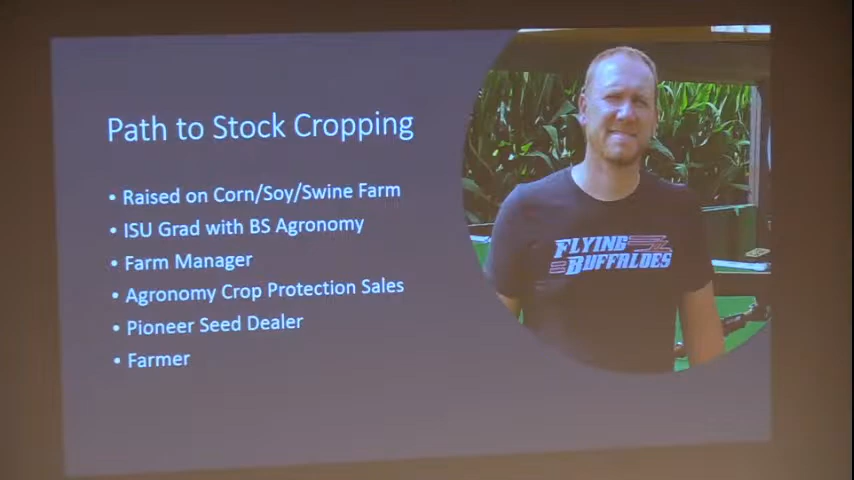 Path to Stock Cropping
• Raised on Corn/Soy/Swine Farm
• ISU Grad with BS Agronomy
• Farm Manager
• Agronomy Crop Protection Sales
• Pioneer Seed Dealer
• Farmer
FLYING
BUFFALOES